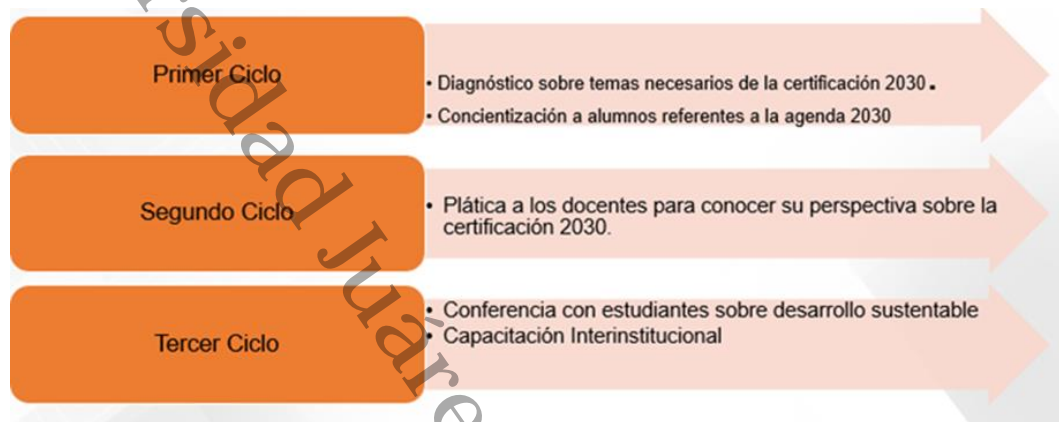 Primer Ciclo
• Diagnóstico sobre temas necesarios de la certificación 2030.
• Concientización a alumnos referentes a la agenda 2030
Segundo Ciclo
• Plática a los docentes para conocer su perspectiva sobre la
certificación 2030.
Tercer Ciclo
• Conferencia con estudiantes sobre desarrollo sustentable
• Capacitación Interinstitucional
rsidad Juáre